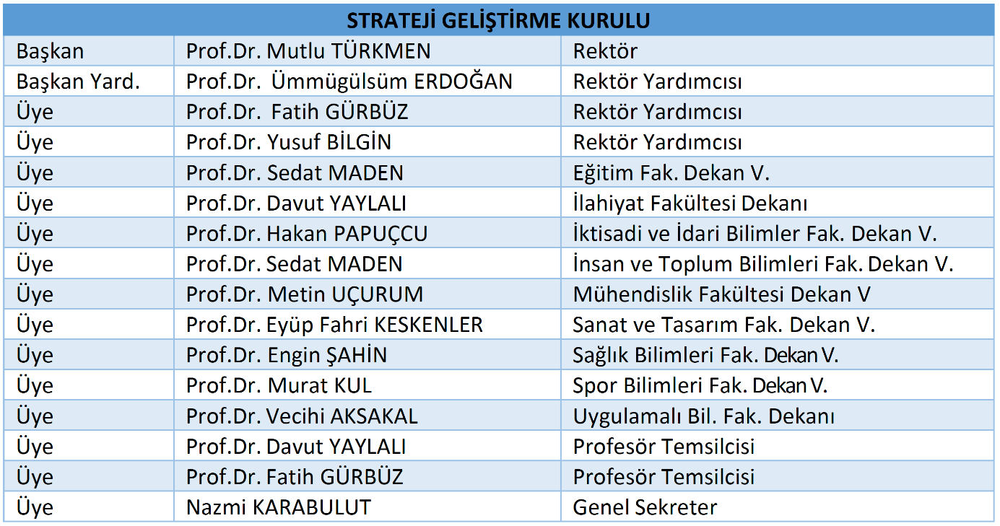 STRATEJİ GELİŞTİRME KURULU
Başkan Prof.Dr. Mutlu TÜRKMEN Rektör
Başkan Yard. Prof.Dr. Ümmügülsüm ERDOĞAN Rektör Yardımcısı
Üye Prof.Dr. Fatih GÜRBÜZ Rektör Yardımcısı
Üye Prof.Dr. Yusuf BİLGİN Rektör Yardımcısı
Üye Prof.Dr. Sedat MADEN Eğitim Fak. Dekan V.
Üye Prof.Dr. Davut YAYLALI İlahiyat Fakültesi Dekanı
Üye Prof.Dr. Hakan PAPUÇCU İktisadi ve İdari Bilimler Fak. Dekan V.
Üye Prof.Dr. Sedat MADEN İnsan ve Toplum Bilimleri Fak. Dekan V.
Üye Prof.Dr. Metin UÇURUM Mühendislik Fakültesi Dekan V
Üye Prof.Dr. Eyüp Fahri KESKENLER Sanat ve Tasarım Fak. Dekan V.
Üye Prof.Dr. Engin ŞAHİN Sağlık Bilimleri Fak. Dekan V.
Üye Prof.Dr. Murat KUL Spor Bilimleri Fak. Dekan V.
Üye Prof.Dr. Vecihi AKSAKAL Uygulamalı Bil. Fak. Dekanı
Üye Prof.Dr. Davut YAYLALI Profesör Temsilcisi
Üye Prof.Dr. Fatih GÜRBÜZ Profesör Temsilcisi
Üye Nazmi KARABULUT Genel Sekreter